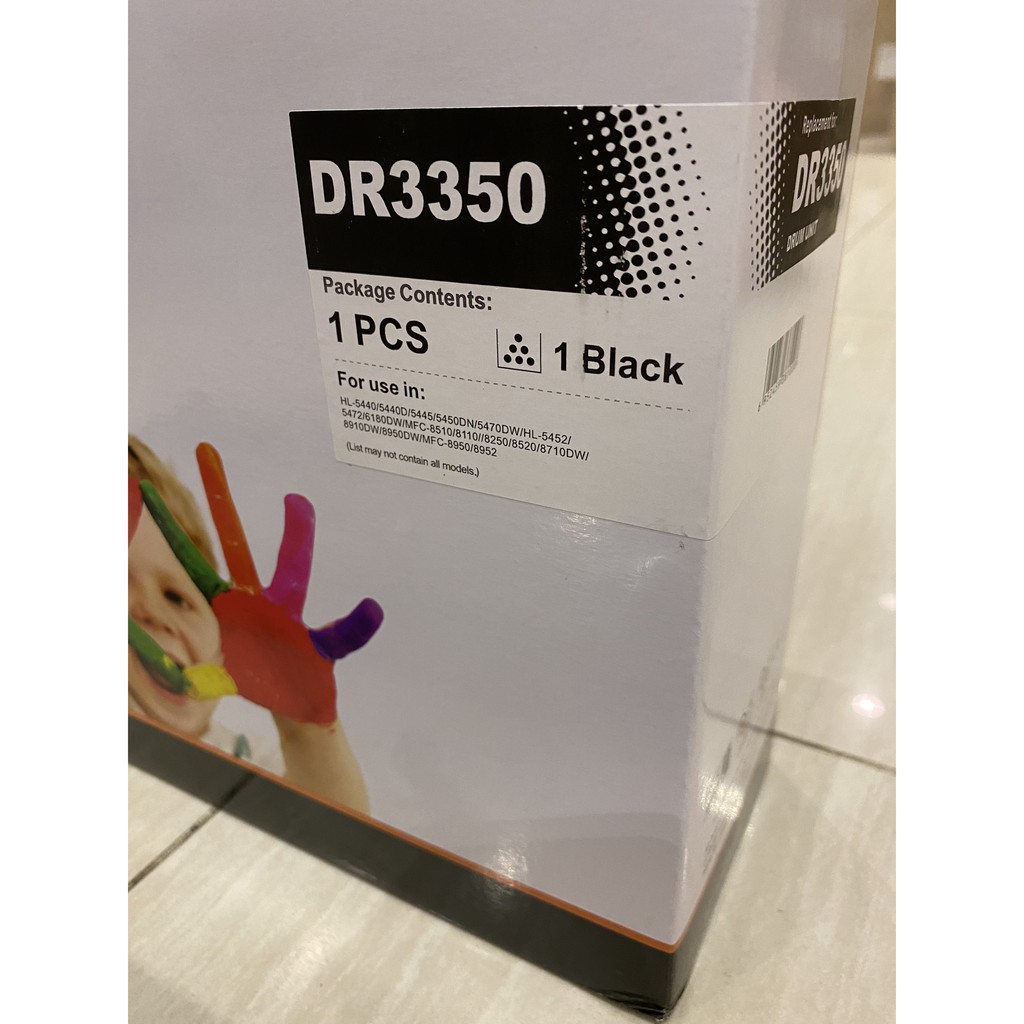 DR3350
Package Contents:
1 PCS
1 Black
For use in:
HL-5440/5440D/5445/5450DN/5470DW/HL-5452/
5472/6180DW/MFC-8510/8110//8250/8520/8710DW/
8910DW/8950DW/MFC-8950/8952
(List may not contain all models,)
Replacement for:
DR3350
DRUM UNIT